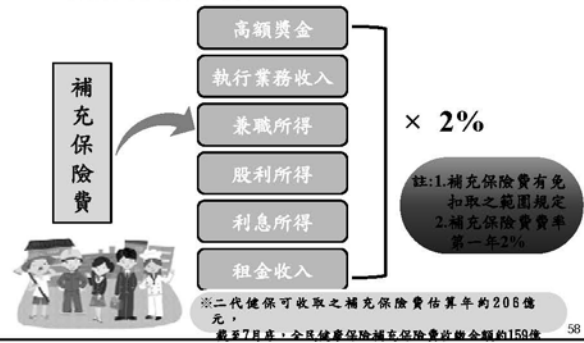 補充保險費
高額獎金
執行業務收入
兼職所得
股利所得
利息所得
租金收入
× 2%
註:1.補充保險費有免
扣取之範圍規定
2.補充保險費費率
第一年2%
※二代健保可收取之補充保險費估算年約206億
元，
截至7月底，全民健康保險補充保險費收繳金額約159億
58